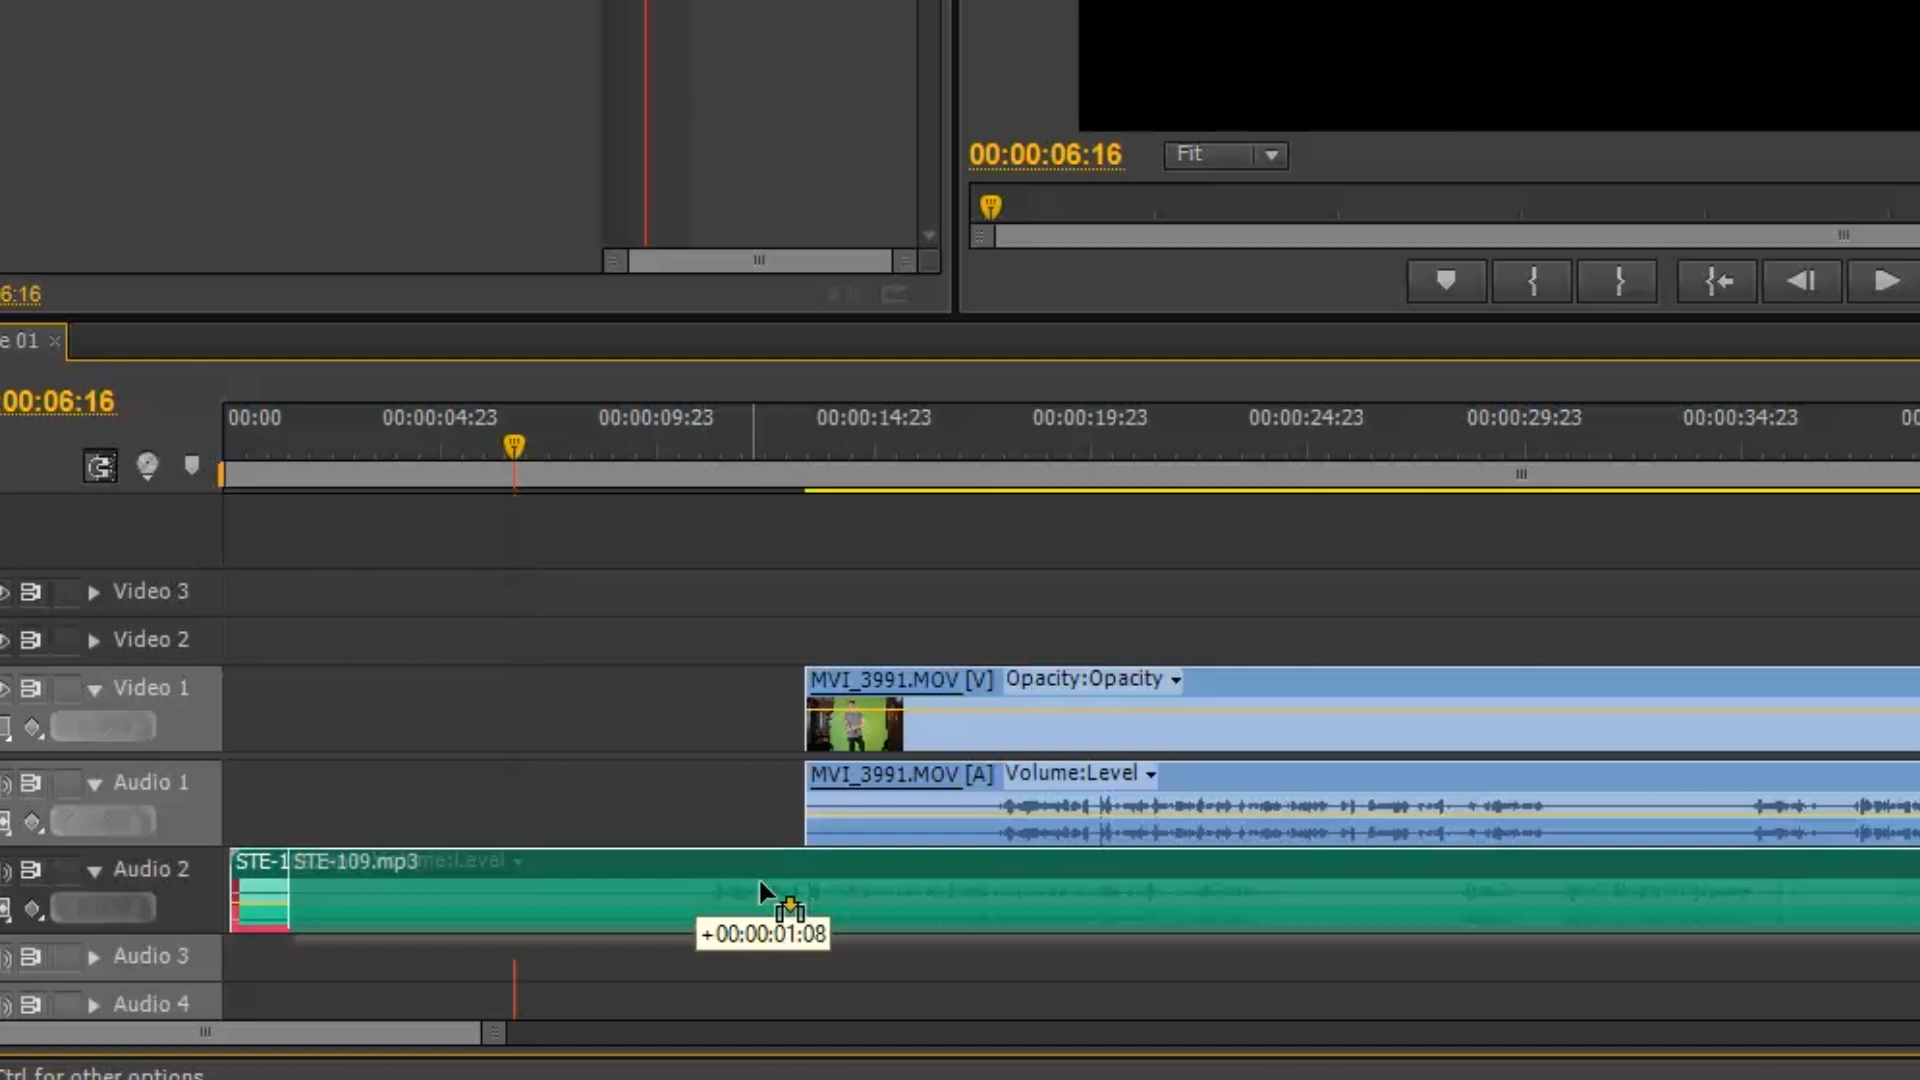 00:00:06:16
Fit
6:16
e 01
00:06:16
00:00
00:00:04:23
00:00:09:23
00:00:14:23
00:00:19:23
00:00:24:23
00:00:29:23
00:00:34:23
00
Video 3
Video 2
Video 1
MVI_3991.MOV [V] Opacity:Opacity
Audio 1
MVI_3991.MOV [A] Volume:Level
Audio 2
STE-1 STE-109.mp3 me:Level
+00:00:01:08
Audio 3
Audio 4
Ctrl for other options